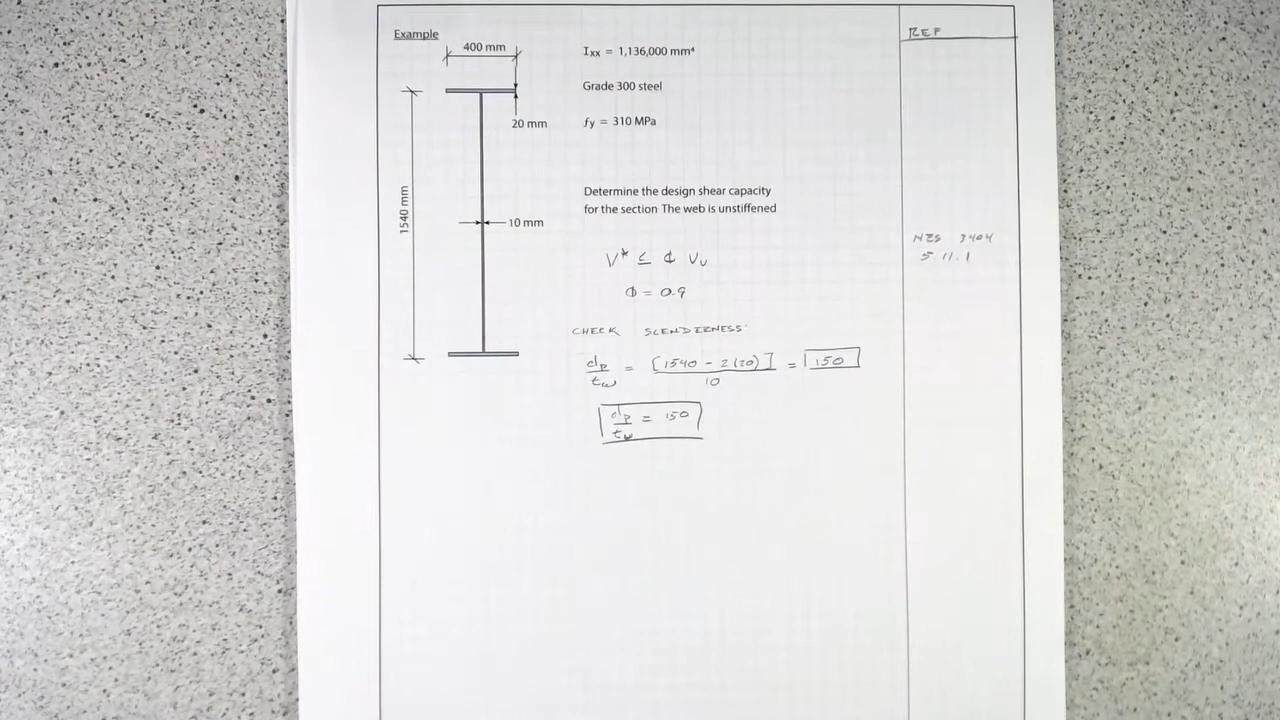 Example
REF
400 mm
Ixx = 1,136,000 mm⁴
Grade 300 steel
20 mm
fy = 310 MPa
1540 mm
Determine the design shear capacity
for the section The web is unstiffened
10 mm
NZS 3404
5.11.1
V* ≤ φ Vu
Φ = 0.9
CHECK SLENDERNESS:
dp/tw = [1540 - 2(20)]/10 = 150
dp/tw = 150